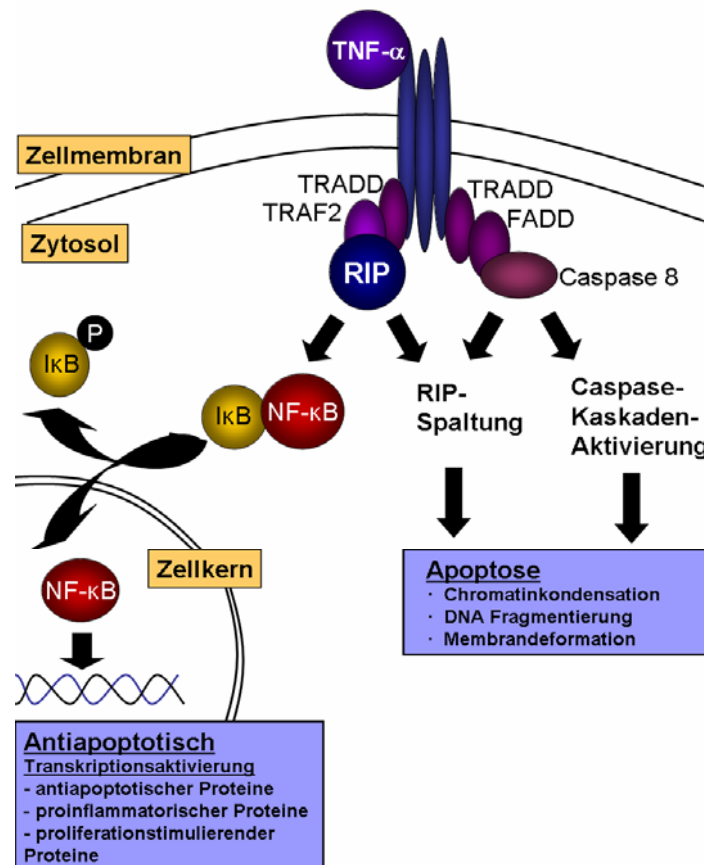 TNF-α
Zellmembran
TRADD
TRADD
TRAF2
FADD
Zytosol
RIP
Caspase 8
P
IκB
IκB
NF-κB
RIP-
Spaltung
Caspase-
Kaskaden-
Aktivierung
Zellkern
NF-κB
Apoptose
· Chromatinkondensation
· DNA Fragmentierung
· Membrandeformation
Antiapoptotisch
Transkriptionsaktivierung
- antiapoptotischer Proteine
- proinflammatorischer Proteine
- proliferationstimulierender
Proteine